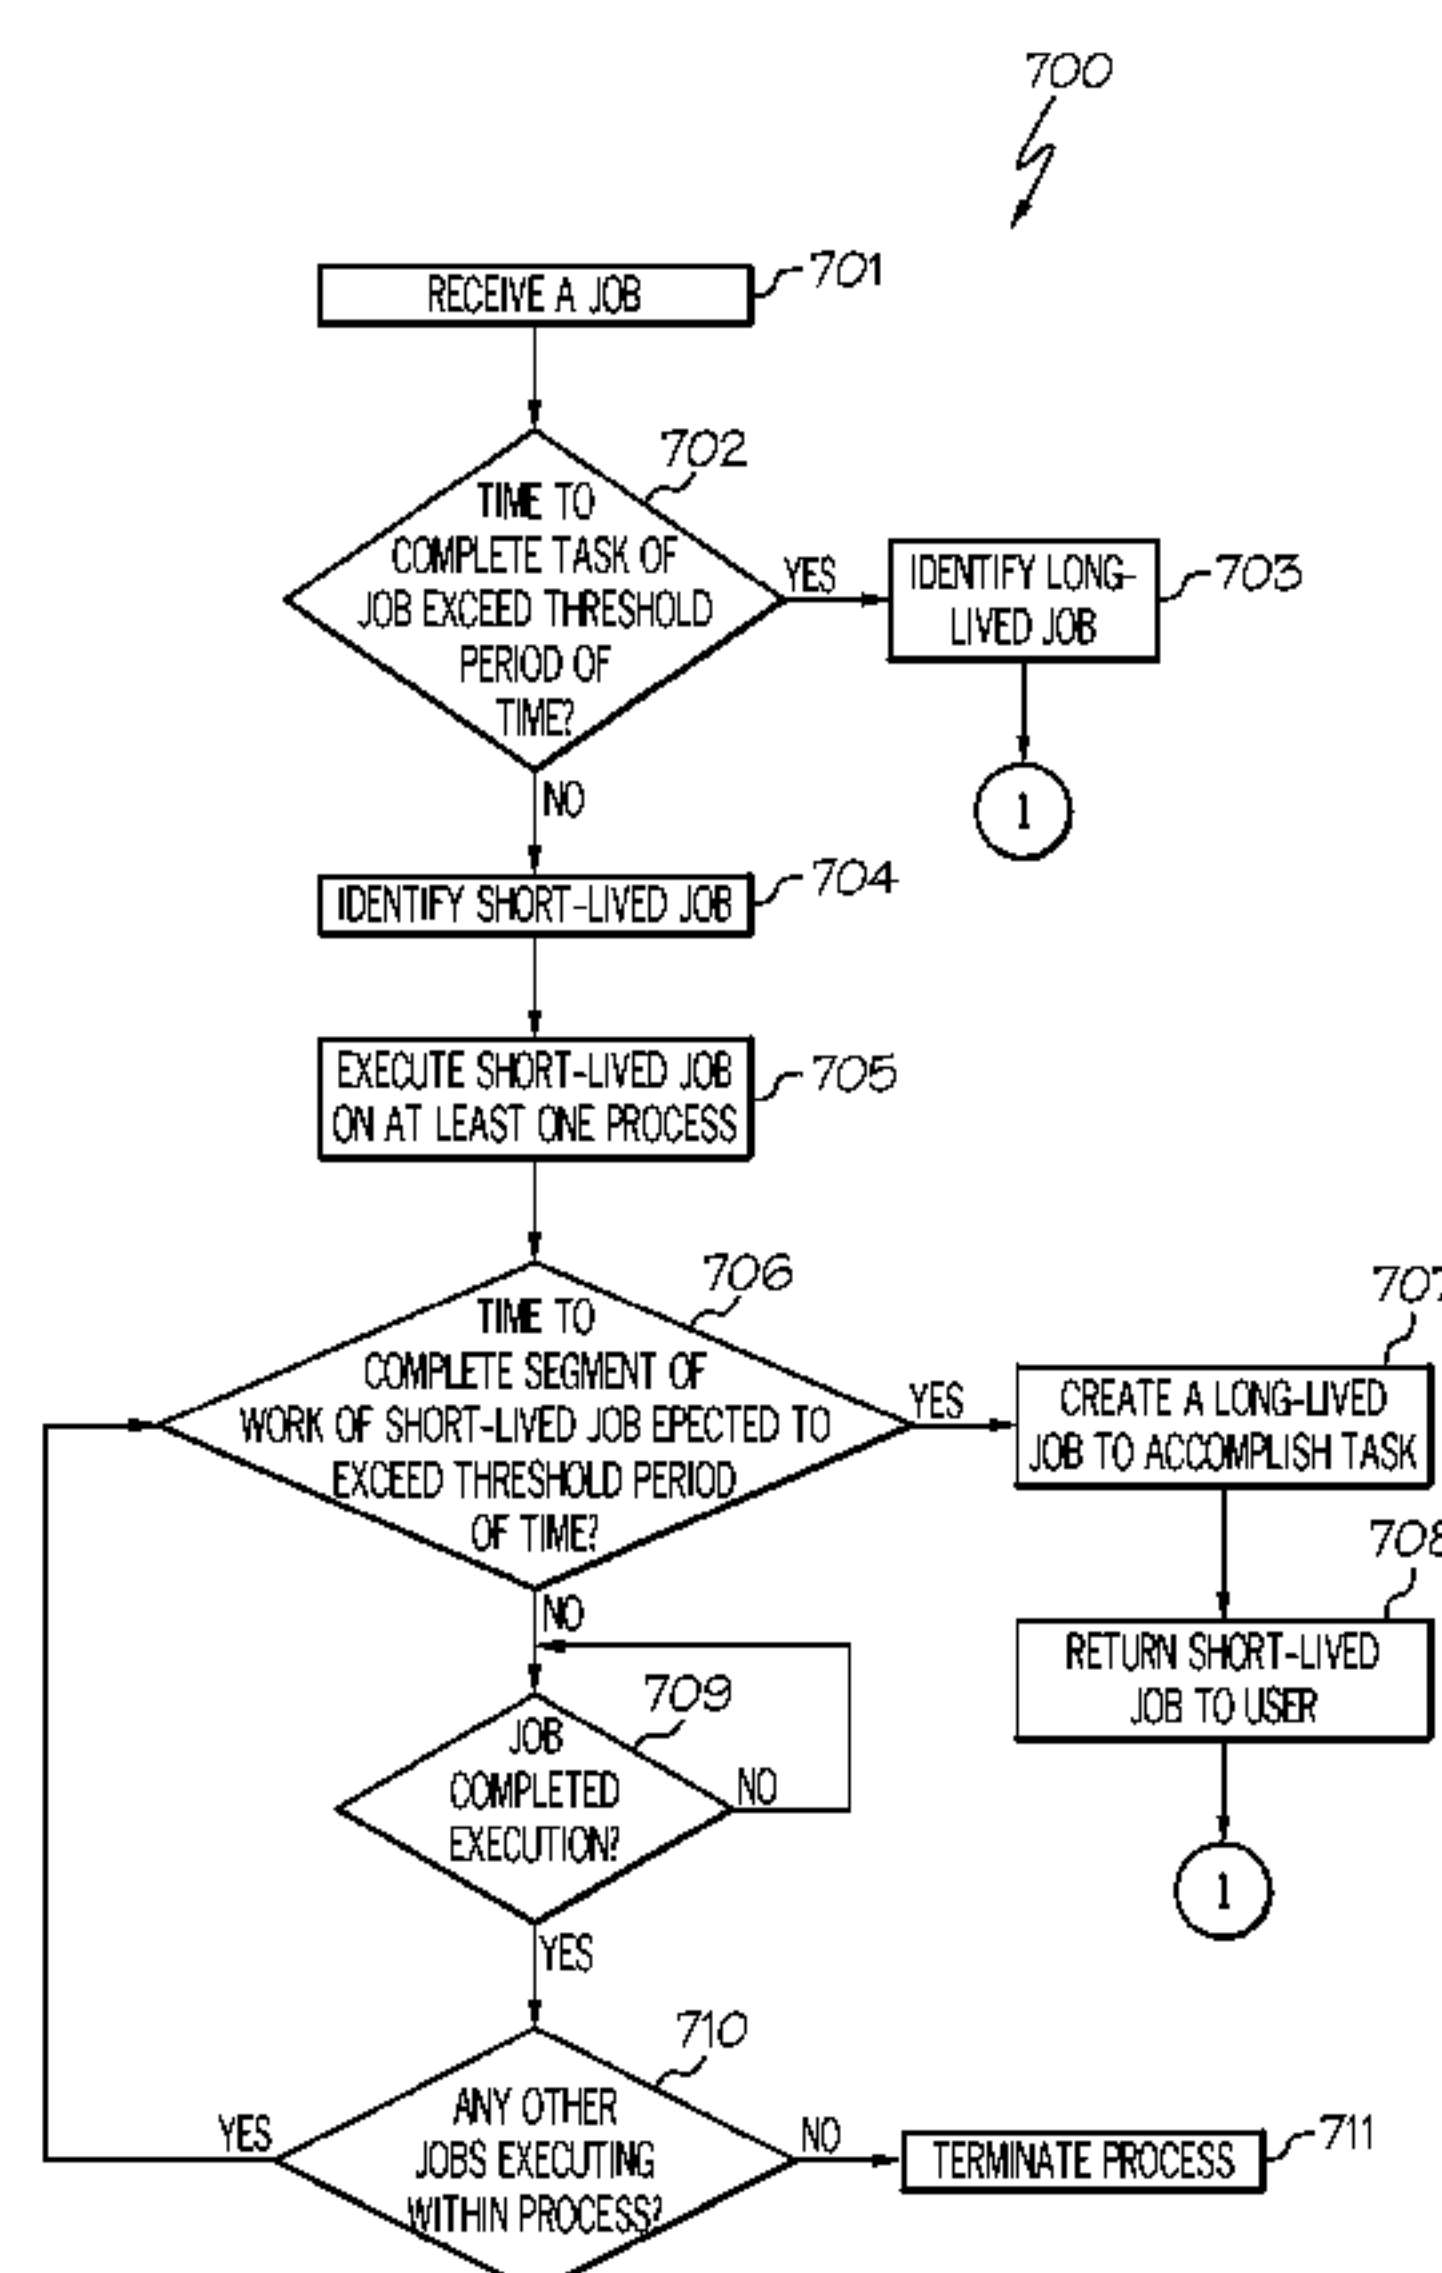 700
RECEIVE A JOB
701
702
TIME TO
COMPLETE TASK OF
JOB EXCEED THRESHOLD
PERIOD OF
TIME?
YES
IDENTIFY LONG-
LIVED JOB
703
1
NO
IDENTIFY SHORT-LIVED JOB
704
EXECUTE SHORT-LIVED JOB
ON AT LEAST ONE PROCESS
705
706
TIME TO
COMPLETE SEGMENT OF
WORK OF SHORT-LIVED JOB EPECTED TO
EXCEED THRESHOLD PERIOD
OF TIME?
YES
707
CREATE A LONG-LIVED
JOB TO ACCOMPLISH TASK
708
RETURN SHORT-LIVED
JOB TO USER
1
NO
709
JOB
COMPLETED
EXECUTION?
NO
YES
710
ANY OTHER
JOBS EXECUTING
WITHIN PROCESS?
YES
NO
TERMINATE PROCESS
711